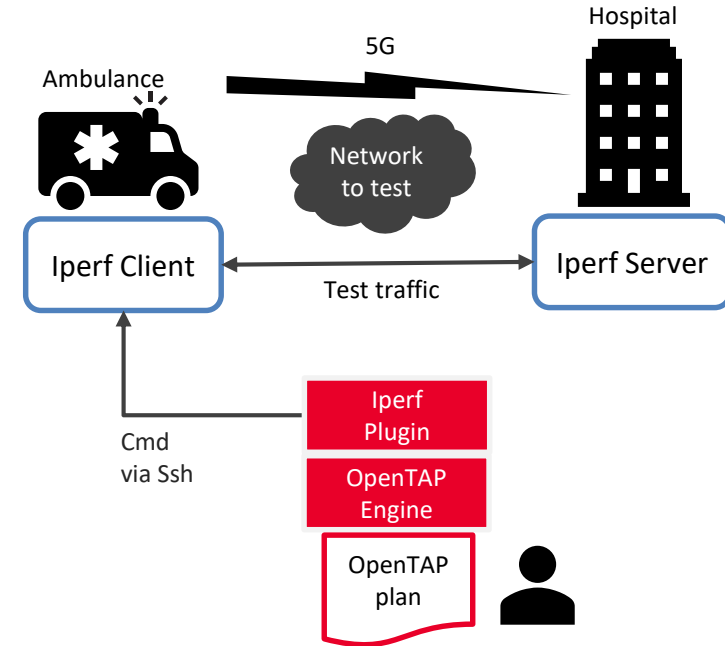 Hospital
5G
Ambulance
Network
to test
Iperf Client
Iperf Server
Test traffic
Iperf
Plugin
Cmd
via Ssh
OpenTAP
Engine
OpenTAP
plan